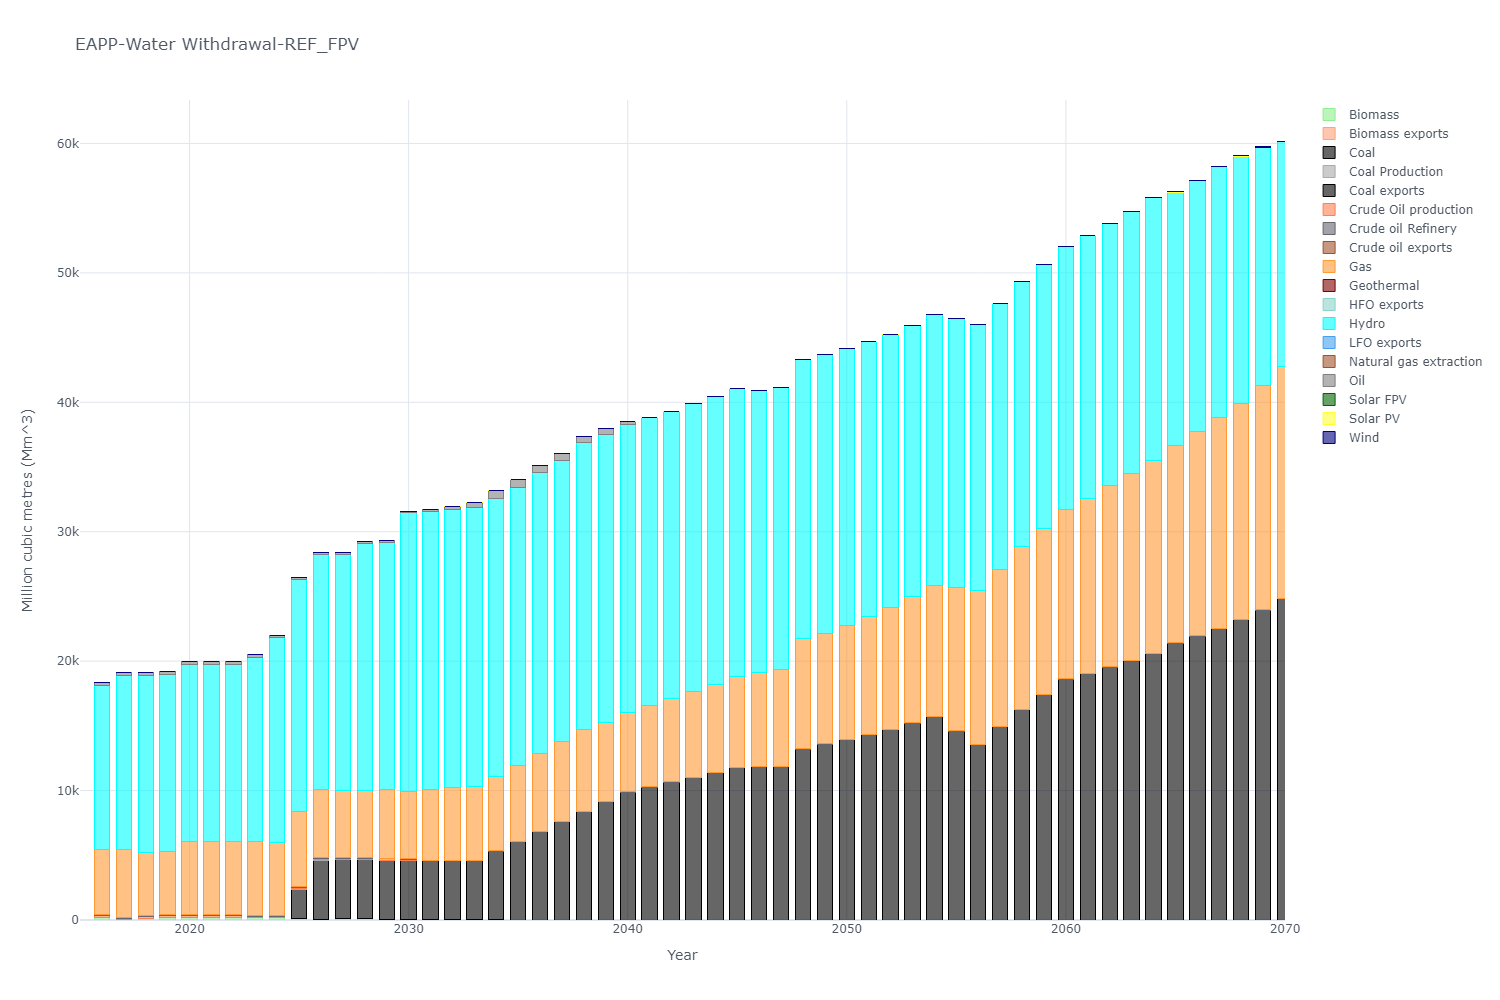 EAPP-Water Withdrawal-REF_FPV
Million cubic metres (Mm^3)
60k
50k
40k
30k
20k
10k
0
2020
2030
2040
2050
2060
2070
Year
Biomass
Biomass exports
Coal
Coal Production
Coal exports
Crude Oil production
Crude oil Refinery
Crude oil exports
Gas
Geothermal
HFO exports
Hydro
LFO exports
Natural gas extraction
Oil
Solar FPV
Solar PV
Wind